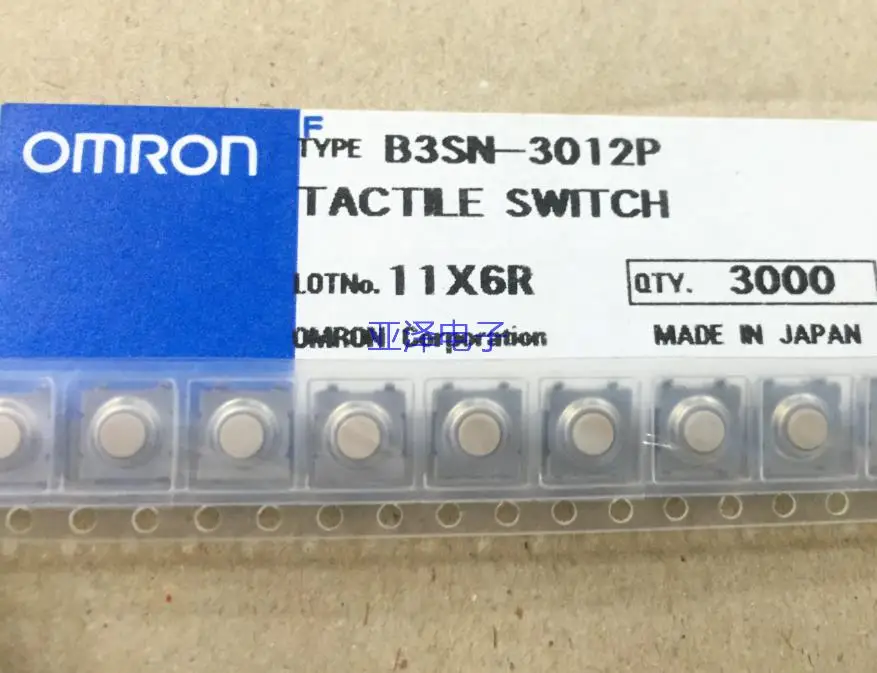 OMRON
F
TYPE B3SN-3012P
TACTILE SWITCH
LOTNo. 11X6R
QTY. 3000
OMRON Corporation
MADE IN JAPAN
亚泽电子